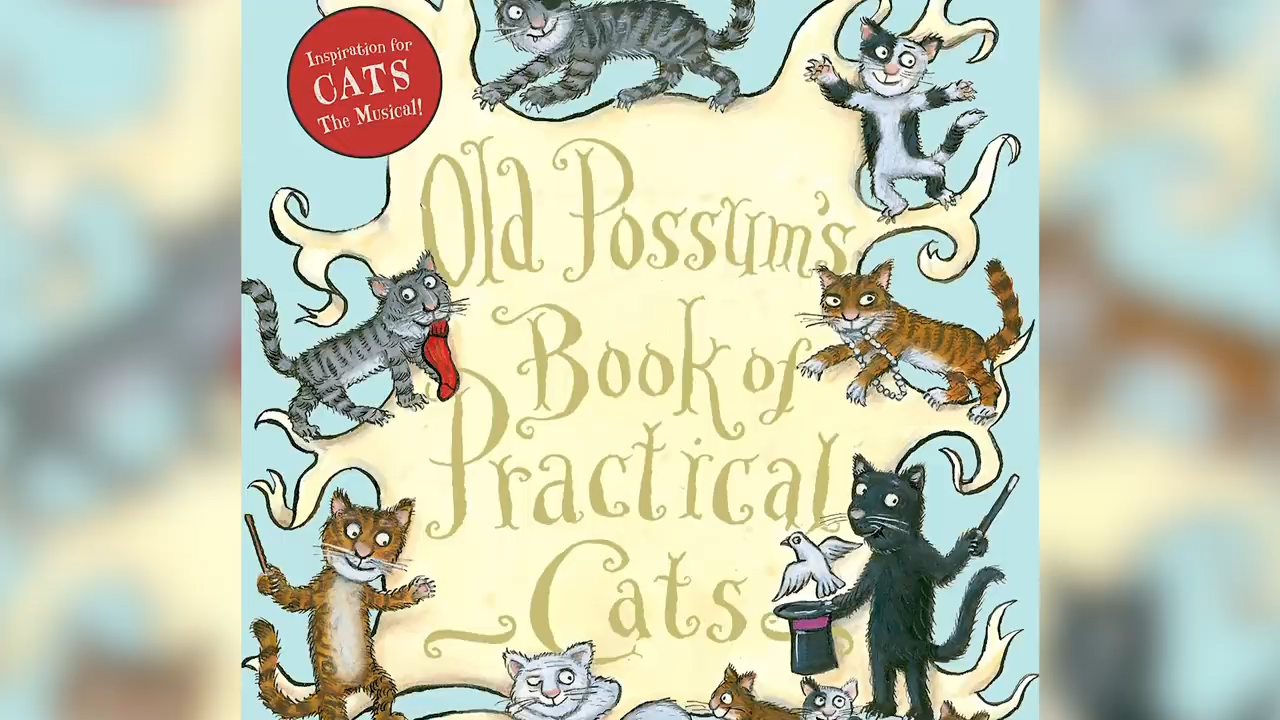 Inspiration for
CATS
The Musical!
Old Possum's
Book of
Practical
Cats